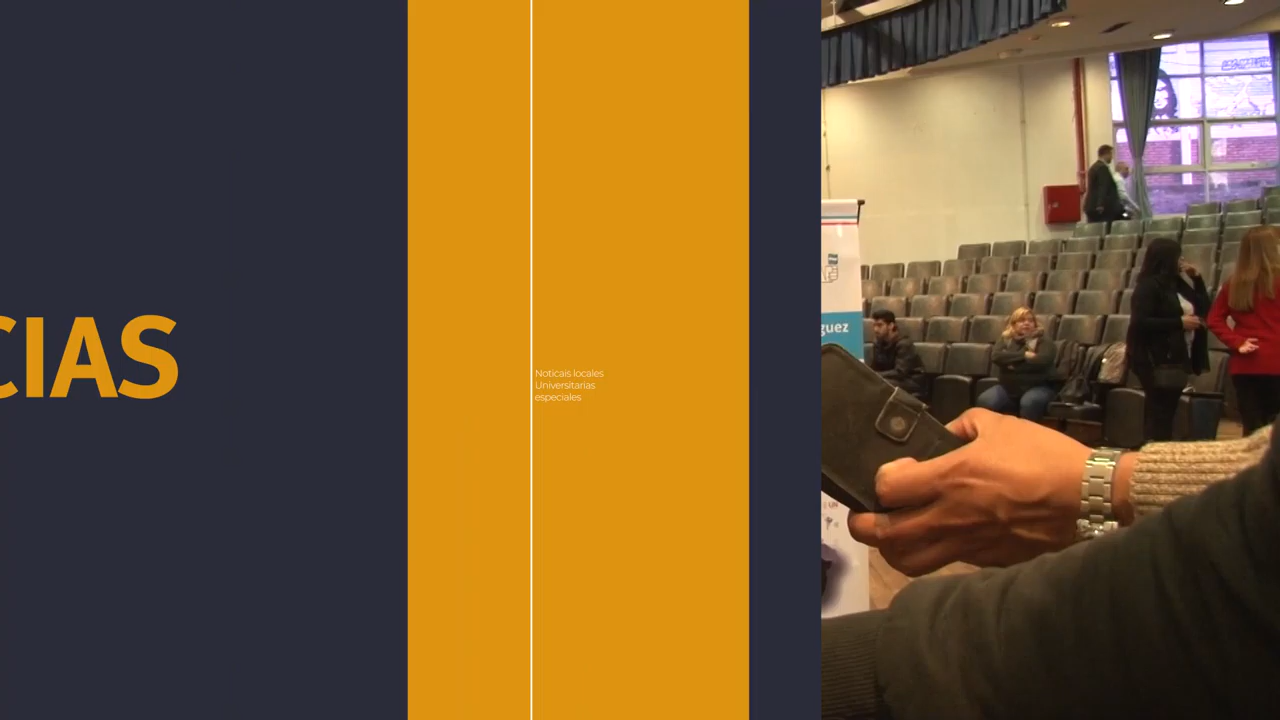 CIAS
Noticais locales
Universitarias
especiales
guez